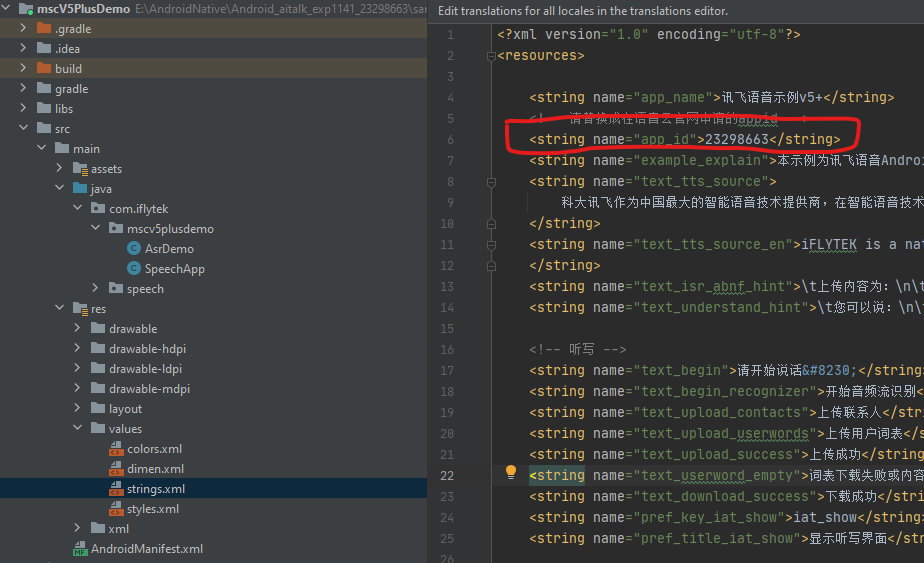 mscV5PlusDemo E:\AndroidNative\Android_aitalk_msp1141_23298663\sam
.gradle
.idea
build
gradle
libs
src
main
assets
java
com.iflytek
mscv5plusdemo
AsrDemo
SpeechApp
speech
res
drawable
drawable-hdpi
drawable-ldpi
drawable-mdpi
layout
values
colors.xml
dimen.xml
strings.xml
styles.xml
xml
AndroidManifest.xml
Edit translations for all locales in the translations editor.
1 <?xml version="1.0" encoding="utf-8"?>
2 <resources>
3
4 <string name="app_name">讯飞语音示例v5+</string>
5 <!-- 请替换成在语音云官网申请的appid -->
6 <string name="app_id">23298663</string>
7 <string name="example_explain">本示例为讯飞语音Andro
8 <string name="text_tts_source">
9 科大讯飞作为中国最大的智能语音技术提供商，在智能语音技术
10 </string>
11 <string name="text_tts_source_en">iFLYTEK is a nat
12 </string>
13 <string name="text_isr_abnf_hint">\t上传内容为：\n\t
14 <string name="text_understand_hint">\t您可以说：\n\t
15
16 <!-- 听写 -->
17 <string name="text_begin">请开始说话&#8230;</string>
18 <string name="text_begin_recognizer">开始音频流识别<
19 <string name="text_upload_contacts">上传联系人</
20 <string name="text_upload_userwords">上传用户词表</
21 <string name="text_upload_success">上传成功</string
22 <string name="text_userword_empty">词表下载失败或内容
23 <string name="text_download_success">下载成功</stri
24 <string name="pref_key_iat_show">iat_show</string>
25 <string name="pref_title_iat_show">显示听写界面</str
26